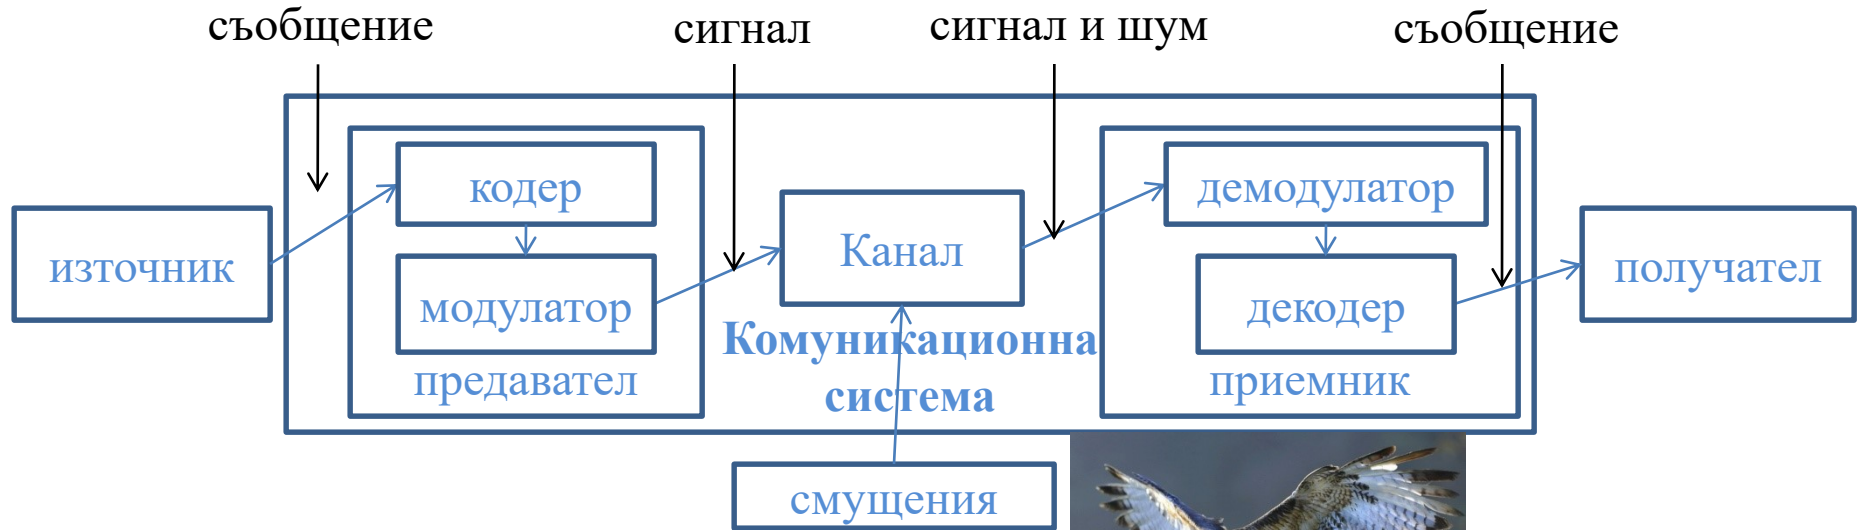 съобщение
сигнал
сигнал и шум
съобщение
източник
кодер
модулатор
предавател
Канал
Комуникационна
система
демодулатор
декодер
приемник
получател
смущения